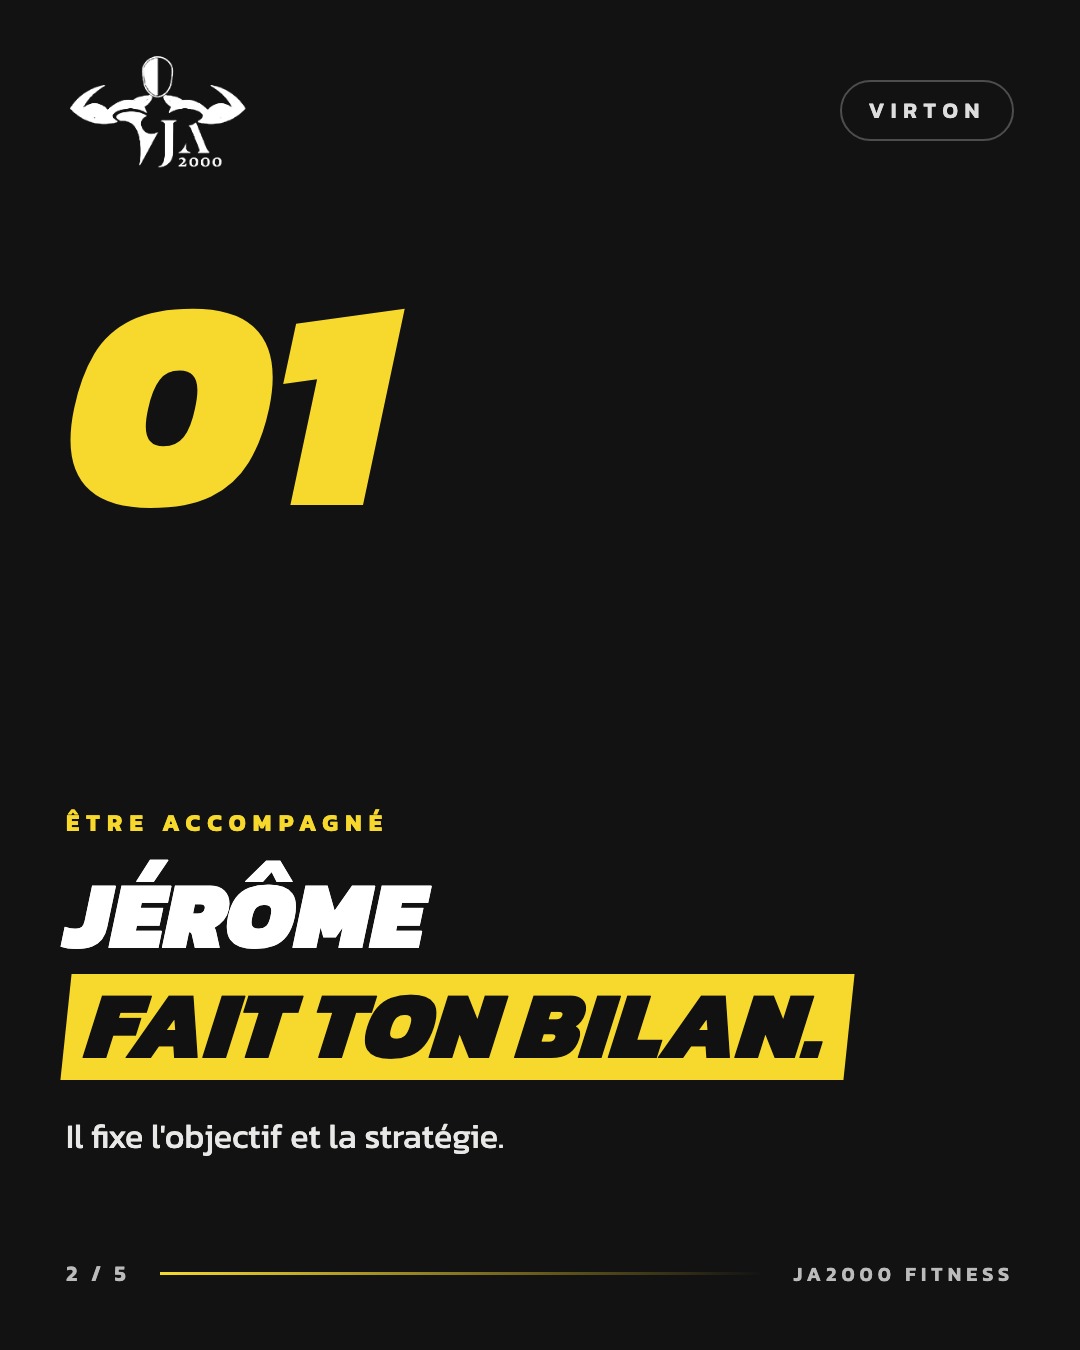 JA
2000
VIRTON
01
ÊTRE ACCOMPAGNÉ
JÉRÔME
FAIT TON BILAN.
Il fixe l'objectif et la stratégie.
2 / 5
JA2000 FITNESS